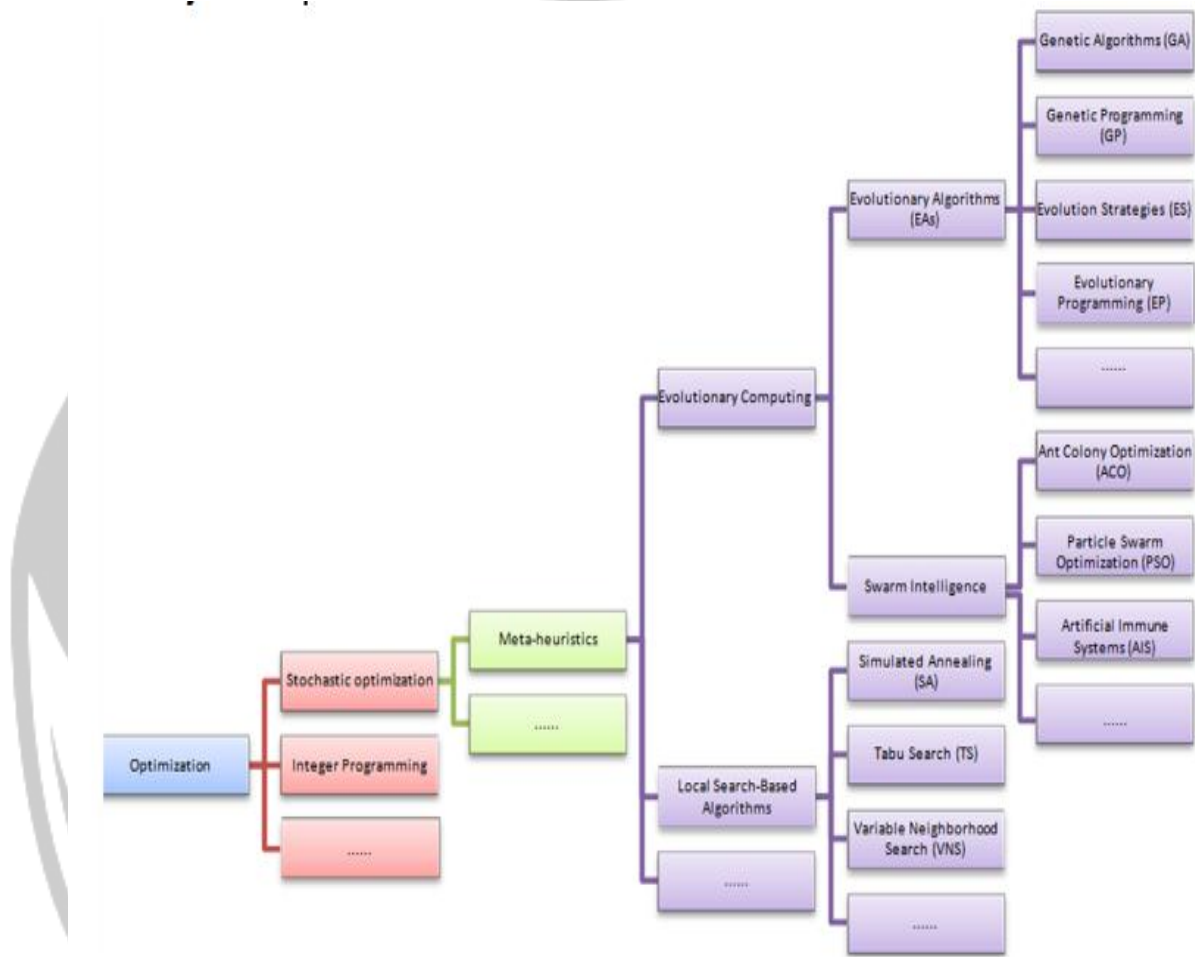 Genetic Algorithms (GA)
Genetic Programming
(GP)
Evolutionary Algorithms
(EAs)
Evolution Strategies (ES)
Evolutionary
Programming (EP)
......
Evolutionary Computing
Ant Colony Optimization
(ACO)
Particle Swarm
Optimization (PSO)
Swarm Intelligence
Artificial Immune
Systems (AIS)
......
Meta-heuristics
......
Simulated Annealing
(SA)
Stochastic optimization
Optimization
Integer Programming
......
Tabu Search (TS)
Local Search-Based
Algorithms
Variable Neighborhood
Search (VNS)
......
......